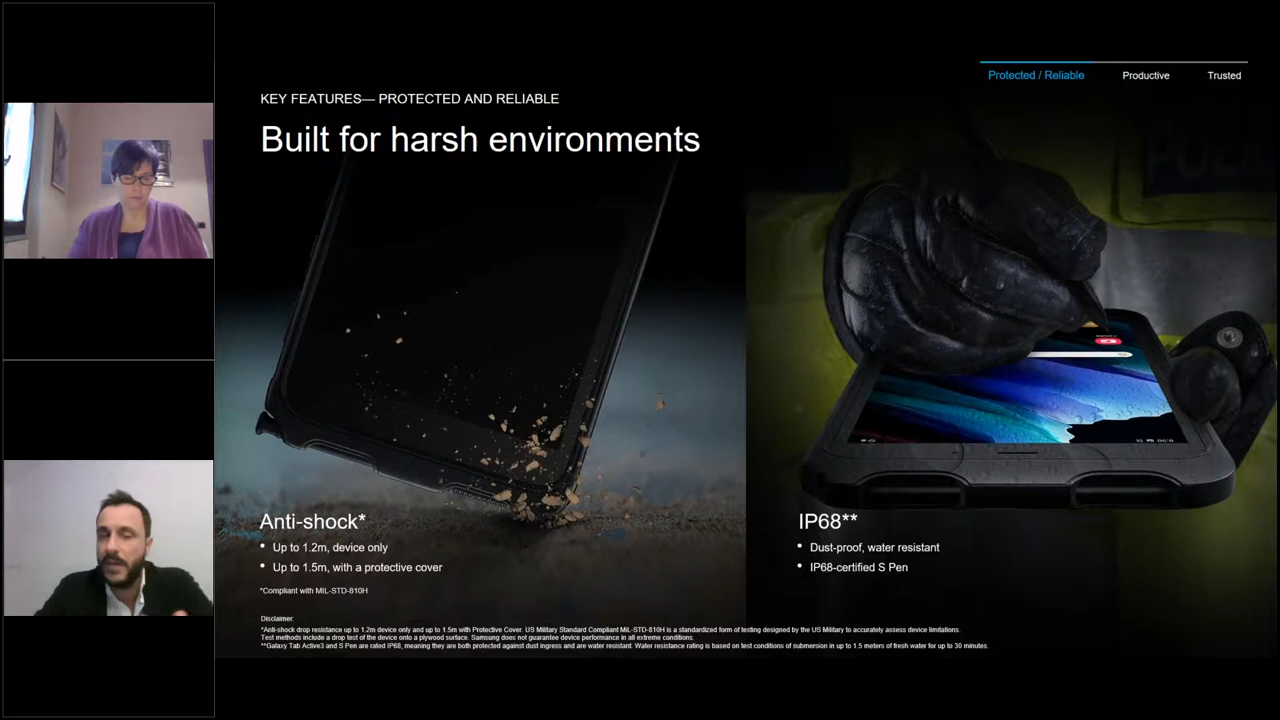 Protected / Reliable
Productive
Trusted
KEY FEATURES— PROTECTED AND RELIABLE
Built for harsh environments
Anti-shock*
• Up to 1.2m, device only
• Up to 1.5m, with a protective cover
*Compliant with MIL-STD-810H
IP68**
• Dust-proof, water resistant
• IP68-certified S Pen
Disclaimer:
*Anti-shock drop resistance up to 1.2m device only and up to 1.5m with Protective Cover. US Military Standard Compliant MIL-STD-810H is a standardized form of testing designed by the US Military to accurately assess device limitations.
Test methods include a drop test of the device onto a plywood surface. Samsung does not guarantee device performance in all extreme conditions.
**Galaxy Tab Active3 and S Pen are rated IP68, meaning they are both protected against dust ingress and are water resistant. Water resistance rating is based on test conditions of submersion in up to 1.5 meters of fresh water for up to 30 minutes.